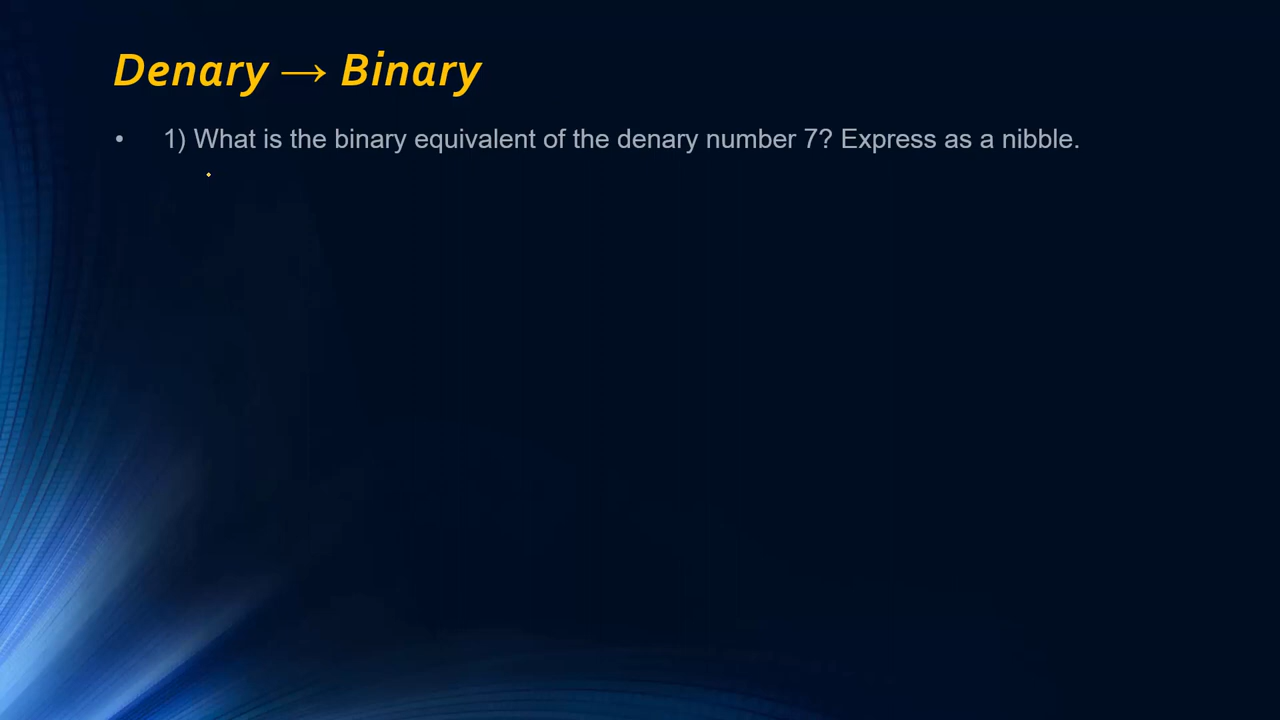 Denary → Binary
• 1) What is the binary equivalent of the denary number 7? Express as a nibble.